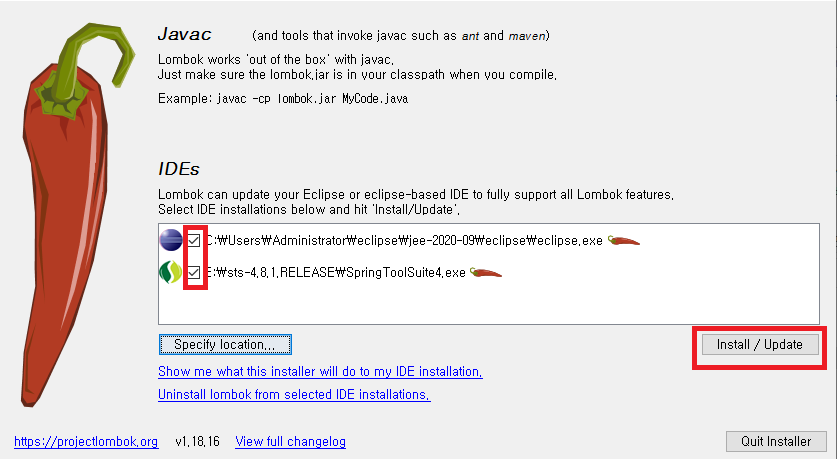 Javac (and tools that invoke javac such as ant and maven)
Lombok works 'out of the box' with javac.
Just make sure the lombok.jar is in your classpath when you compile.
Example: javac -cp lombok.jar MyCode.java
IDEs
Lombok can update your Eclipse or eclipse-based IDE to fully support all Lombok features.
Select IDE installations below and hit 'Install/Update'.
C:₩Users₩Administrator₩eclipse₩jee-2020-09₩eclipse₩eclipse.exe
E:₩sts-4.8.1.RELEASE₩SpringToolSuite4.exe
Specify location... Install / Update
Show me what this installer will do to my IDE installation.
Uninstall lombok from selected IDE installations.
https://projectlombok.org v1.18.16 View full changelog Quit Installer